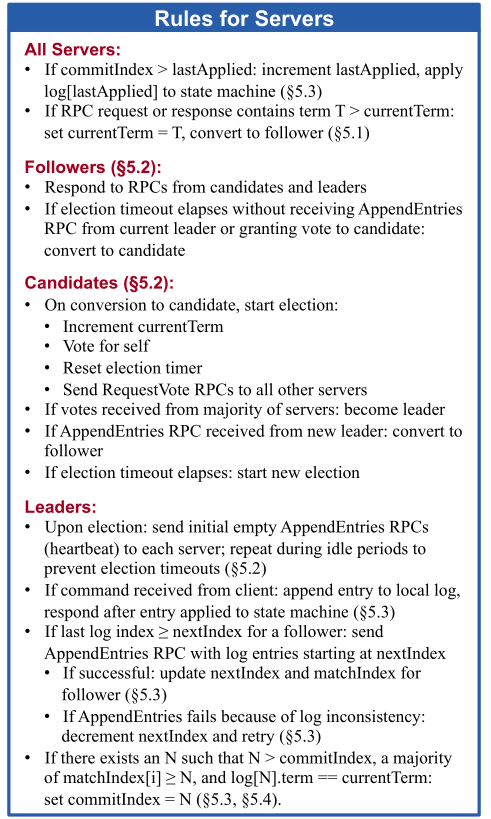 Rules for Servers
All Servers:
• If commitIndex > lastApplied: increment lastApplied, apply
log[lastApplied] to state machine (§5.3)
• If RPC request or response contains term T > currentTerm:
set currentTerm = T, convert to follower (§5.1)
Followers (§5.2):
• Respond to RPCs from candidates and leaders
• If election timeout elapses without receiving AppendEntries
RPC from current leader or granting vote to candidate:
convert to candidate
Candidates (§5.2):
• On conversion to candidate, start election:
• Increment currentTerm
• Vote for self
• Reset election timer
• Send RequestVote RPCs to all other servers
• If votes received from majority of servers: become leader
• If AppendEntries RPC received from new leader: convert to
follower
• If election timeout elapses: start new election
Leaders:
• Upon election: send initial empty AppendEntries RPCs
(heartbeat) to each server; repeat during idle periods to
prevent election timeouts (§5.2)
• If command received from client: append entry to local log,
respond after entry applied to state machine (§5.3)
• If last log index ≥ nextIndex for a follower: send
AppendEntries RPC with log entries starting at nextIndex
• If successful: update nextIndex and matchIndex for
follower (§5.3)
• If AppendEntries fails because of log inconsistency:
decrement nextIndex and retry (§5.3)
• If there exists an N such that N > commitIndex, a majority
of matchIndex[i] ≥ N, and log[N].term == currentTerm:
set commitIndex = N (§5.3, §5.4).